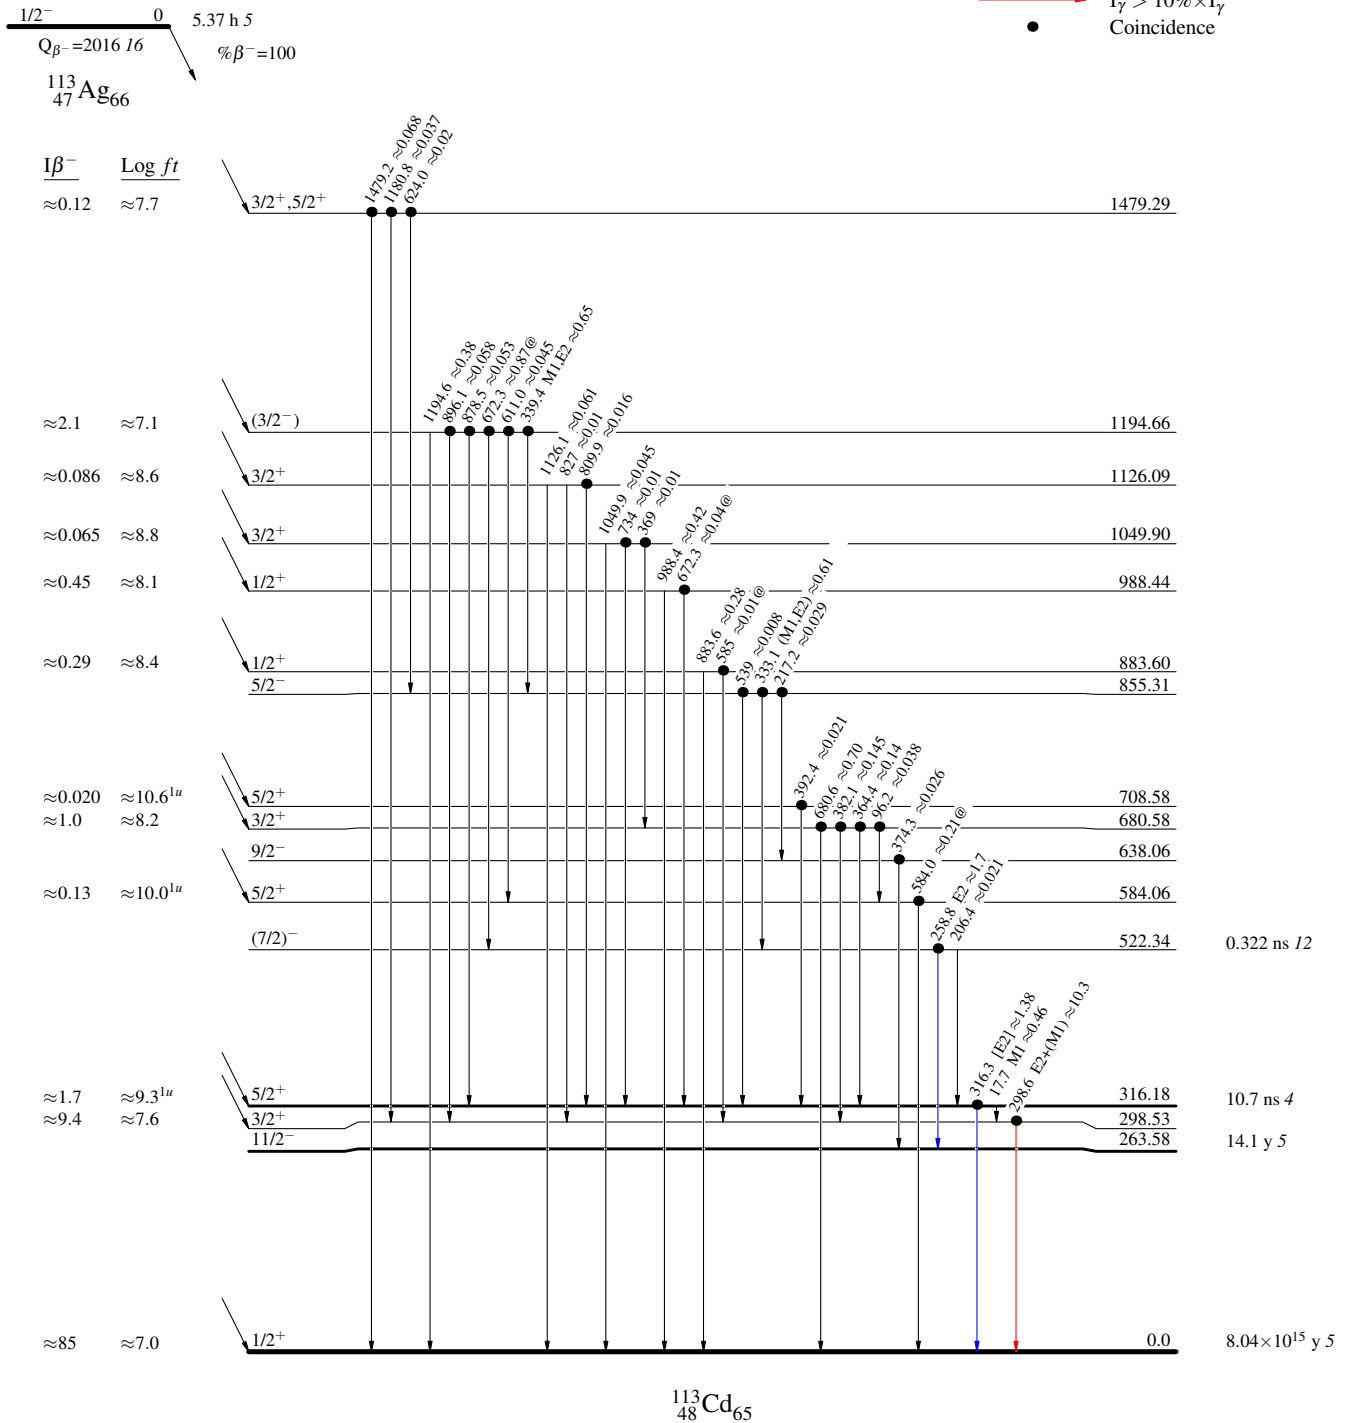 1/2⁻ 0 5.37 h 5
Iγ > 10%×Iγ
Coincidence
Qβ−=2016 16
%β⁻=100
¹¹³₄₇Ag₆₆
Iβ⁻ Log ft
1479.2 ≈0.068
1180.8 ≈0.037
624.0 ≈0.02
≈0.12 ≈7.7 3/2⁺,5/2⁺ 1479.29
1194.6 ≈0.38
896.1 ≈0.058
878.5 ≈0.053
672.3 ≈0.87@
611.0 ≈0.045
339.4 M1,E2 ≈0.65
≈2.1 ≈7.1 (3/2⁻) 1194.66
1126.1 ≈0.061
827 ≈0.01
809.9 ≈0.016
≈0.086 ≈8.6 3/2⁺ 1126.09
1049.9 ≈0.045
734 ≈0.01
369 ≈0.01
≈0.065 ≈8.8 3/2⁺ 1049.90
988.4 ≈0.42
672.3 ≈0.04@
≈0.45 ≈8.1 1/2⁺ 988.44
883.6 ≈0.28
585 ≈0.01@
≈0.29 ≈8.4 1/2⁺ 883.60
539 ≈0.008
333.1 (M1,E2) ≈0.61
217.2 ≈0.029
5/2⁻ 855.31
392.4 ≈0.021
≈0.020 ≈10.6¹ᵘ 5/2⁺ 708.58
680.6 ≈0.70
382.1 ≈0.145
364.4 ≈0.14
96.2 ≈0.038
≈1.0 ≈8.2 3/2⁺ 680.58
374.3 ≈0.026
9/2⁻ 638.06
584.0 ≈0.21@
≈0.13 ≈10.0¹ᵘ 5/2⁺ 584.06
258.8 E2 ≈1.7
206.4 ≈0.021
(7/2)⁻ 522.34 0.322 ns 12
316.3 [E2] ≈1.38
17.7 M1 ≈0.46
298.6 E2+(M1) ≈10.3
≈1.7 ≈9.3¹ᵘ 5/2⁺ 316.18 10.7 ns 4
≈9.4 ≈7.6 3/2⁺ 298.53
11/2⁻ 263.58 14.1 y 5
≈85 ≈7.0 1/2⁺ 0.0 8.04×10¹⁵ y 5
¹¹³₄₈Cd₆₅